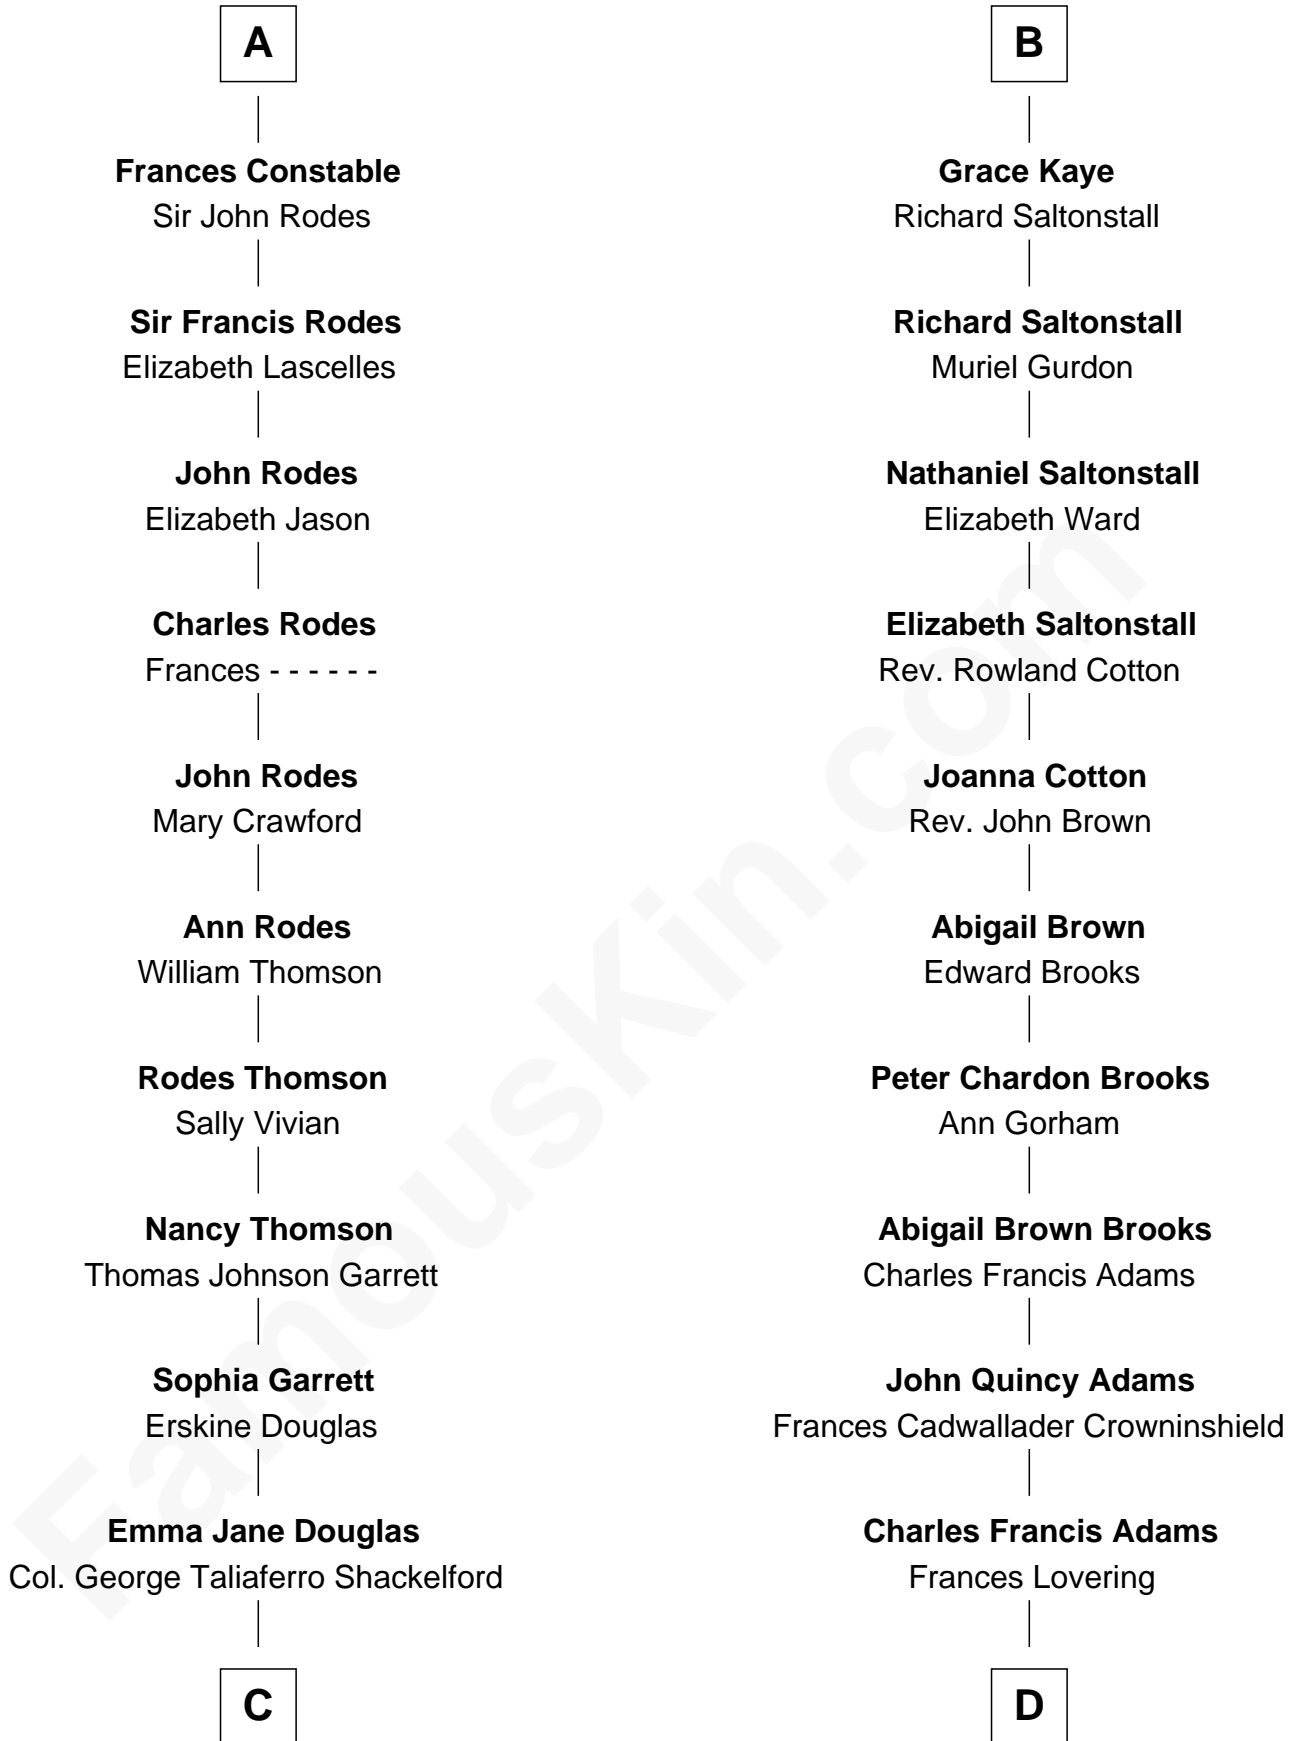 A
Frances Constable
Sir John Rodes
Sir Francis Rodes
Elizabeth Lascelles
John Rodes
Elizabeth Jason
Charles Rodes
Frances - - - - - -
John Rodes
Mary Crawford
Ann Rodes
William Thomson
Rodes Thomson
Sally Vivian
Nancy Thomson
Thomas Johnson Garrett
Sophia Garrett
Erskine Douglas
Emma Jane Douglas
Col. George Taliaferro Shackelford
C
B
Grace Kaye
Richard Saltonstall
Richard Saltonstall
Muriel Gurdon
Nathaniel Saltonstall
Elizabeth Ward
Elizabeth Saltonstall
Rev. Rowland Cotton
Joanna Cotton
Rev. John Brown
Abigail Brown
Edward Brooks
Peter Chardon Brooks
Ann Gorham
Abigail Brown Brooks
Charles Francis Adams
John Quincy Adams
Frances Cadwallader Crowninshield
Charles Francis Adams
Frances Lovering
D
FamousKin.com